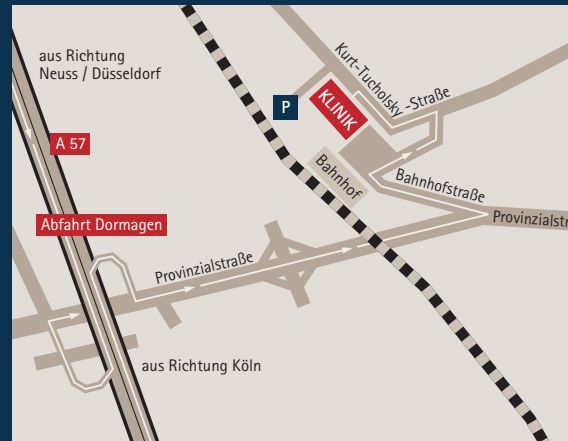 aus Richtung
Neuss / Düsseldorf
Kurt-Tucholsky-Straße
P
KLINIK
A 57
Bahnhof
Bahnhofstraße
Abfahrt Dormagen
Provinzialstr
Provinzialstraße
aus Richtung Köln